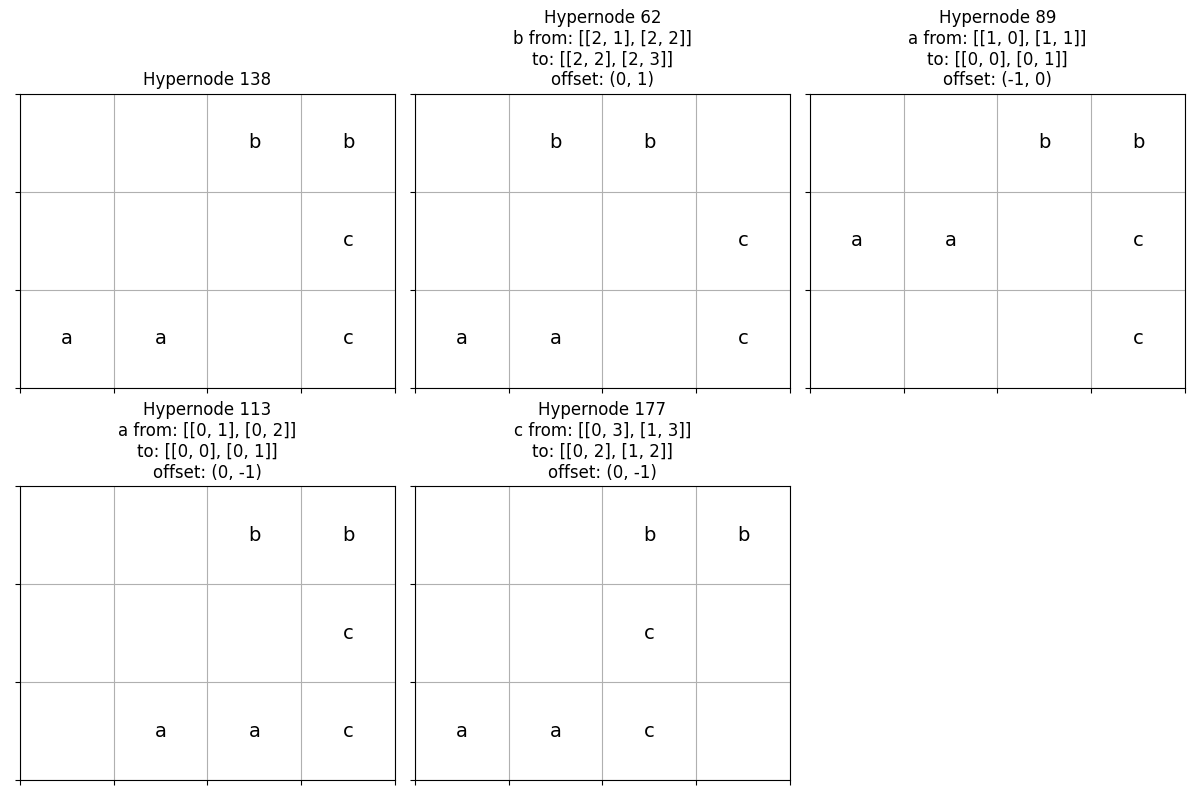 Hypernode 138
b b
c
a a c
Hypernode 62
b from: [[2, 1], [2, 2]]
to: [[2, 2], [2, 3]]
offset: (0, 1)
b b
c
a a c
Hypernode 89
a from: [[1, 0], [1, 1]]
to: [[0, 0], [0, 1]]
offset: (-1, 0)
b b
a a c
c
Hypernode 113
a from: [[0, 1], [0, 2]]
to: [[0, 0], [0, 1]]
offset: (0, -1)
b b
c
a a c
Hypernode 177
c from: [[0, 3], [1, 3]]
to: [[0, 2], [1, 2]]
offset: (0, -1)
b b
c
a a c